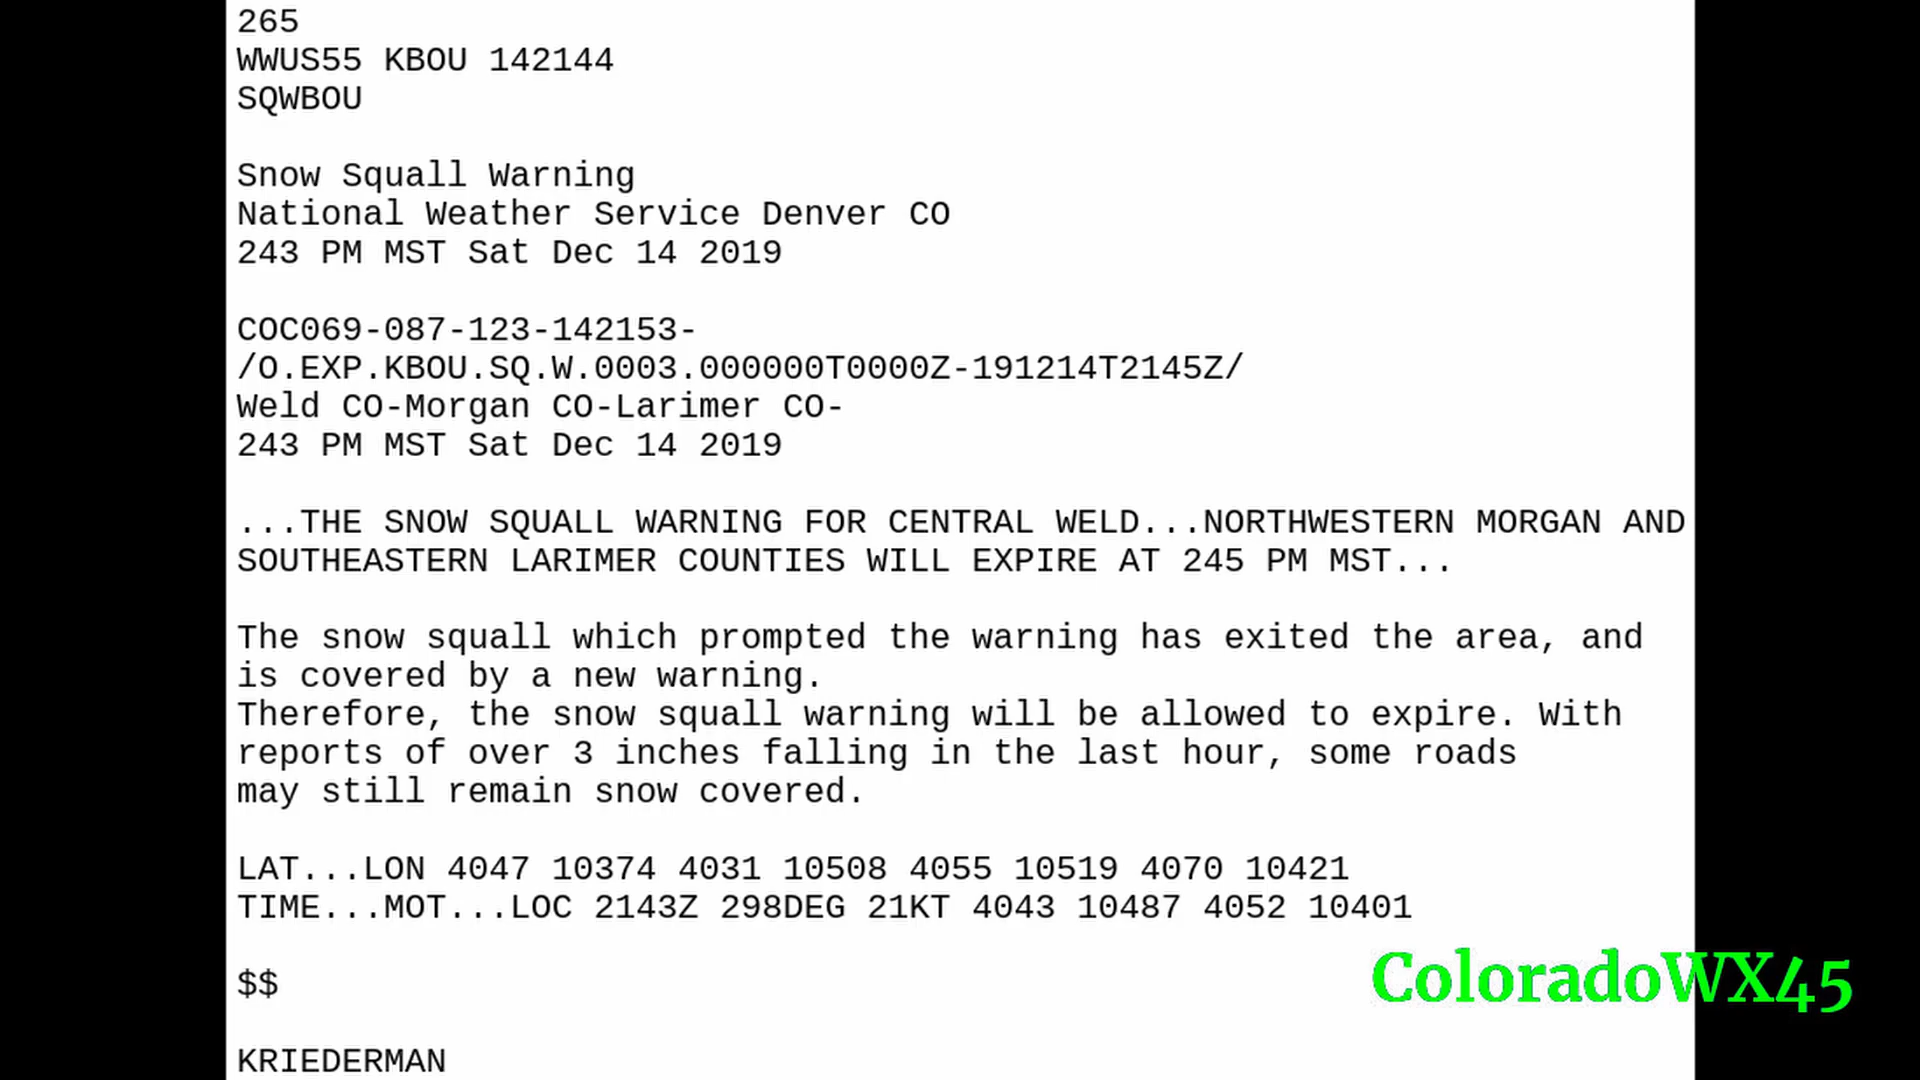 265
WWUS55 KBOU 142144
SQWBOU
Snow Squall Warning
National Weather Service Denver CO
243 PM MST Sat Dec 14 2019
COC069-087-123-142153-
/O.EXP.KBOU.SQ.W.0003.000000T0000Z-191214T2145Z/
Weld CO-Morgan CO-Larimer CO-
243 PM MST Sat Dec 14 2019
...THE SNOW SQUALL WARNING FOR CENTRAL WELD...NORTHWESTERN MORGAN AND
SOUTHEASTERN LARIMER COUNTIES WILL EXPIRE AT 245 PM MST...
The snow squall which prompted the warning has exited the area, and
is covered by a new warning.
Therefore, the snow squall warning will be allowed to expire. With
reports of over 3 inches falling in the last hour, some roads
may still remain snow covered.
LAT...LON 4047 10374 4031 10508 4055 10519 4070 10421
TIME...MOT...LOC 2143Z 298DEG 21KT 4043 10487 4052 10401
$$
ColoradoWX45
KRIEDERMAN